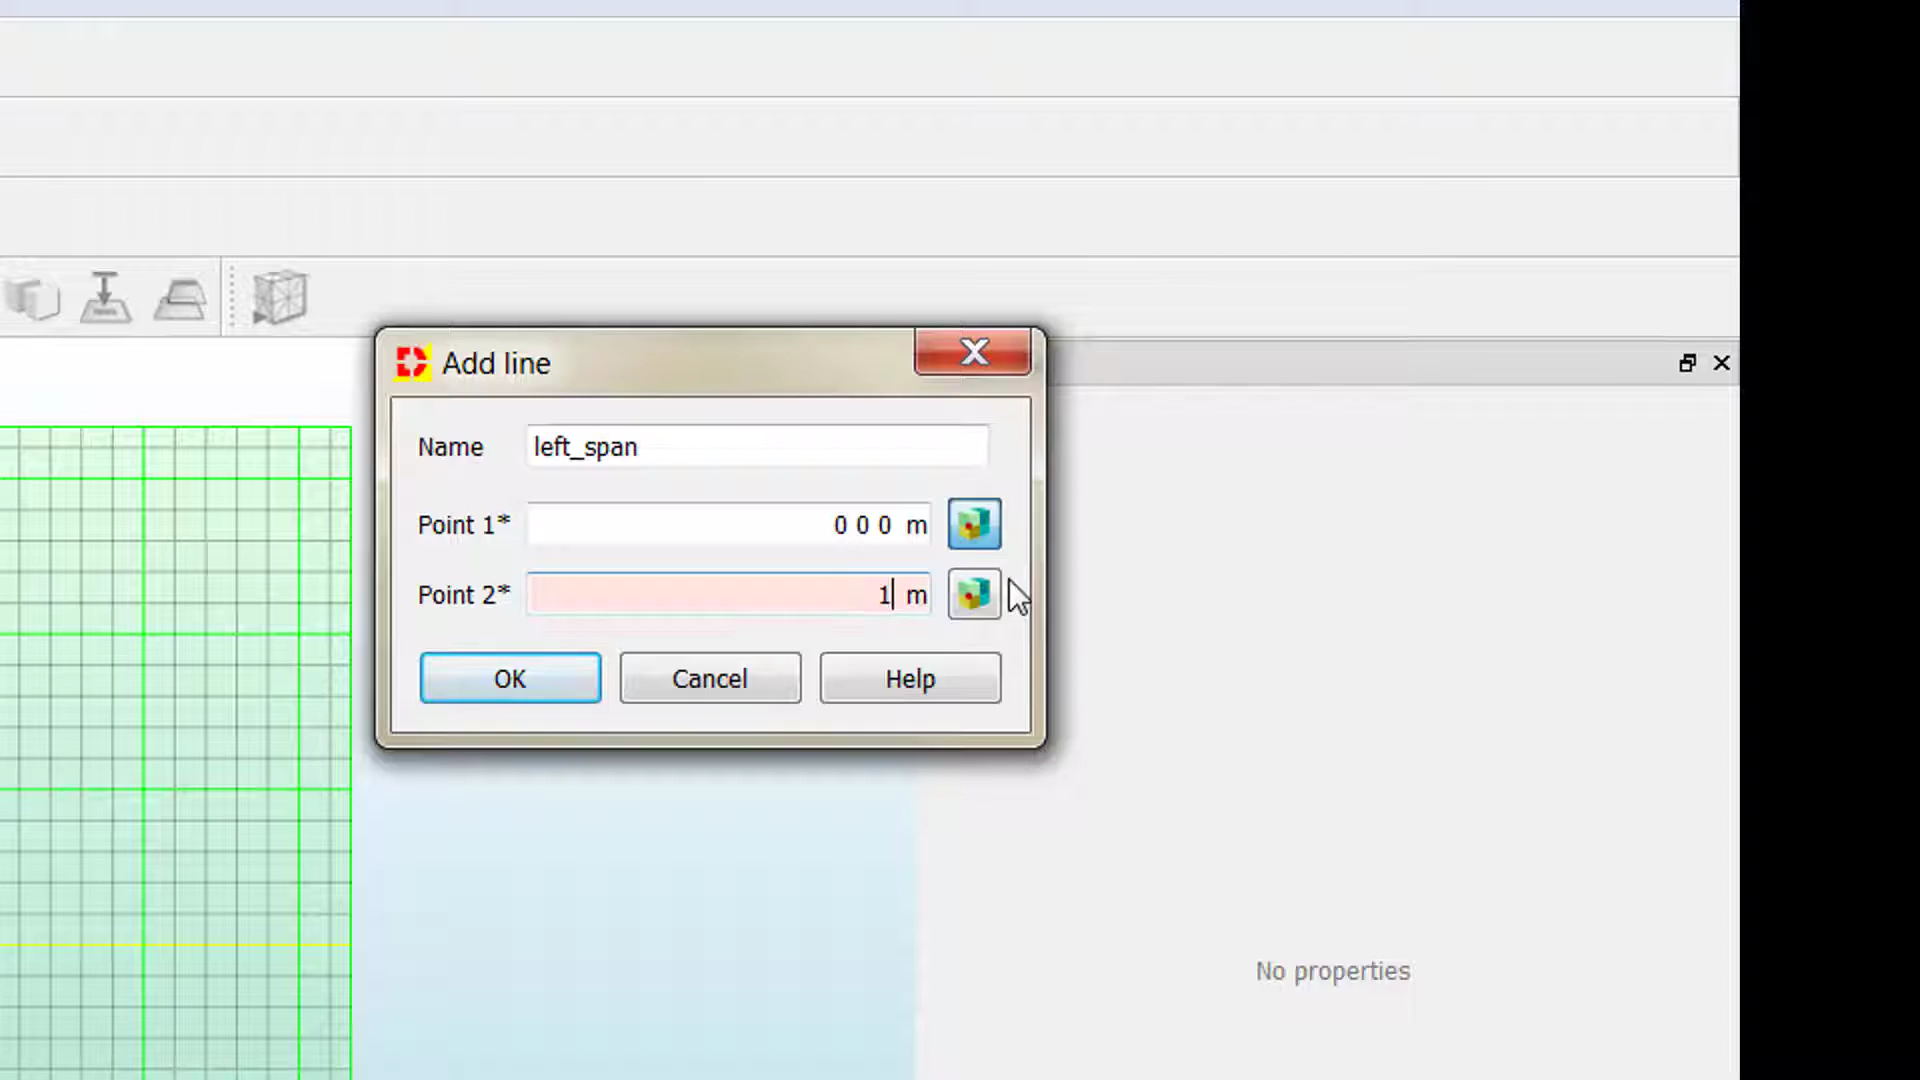 Add line
Name left_span
Point 1* 0 0 0 m
Point 2* 1 m
OK Cancel Help
No properties